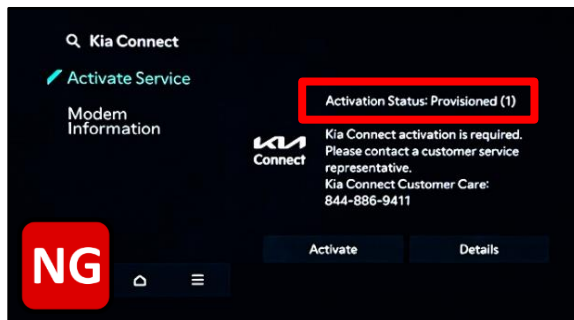 Kia Connect
Activate Service
Modem
Information
Activation Status: Provisioned (1)
Kia Connect activation is required.
Please contact a customer service
representative.
Kia Connect Customer Care:
844-886-9411
KIA
Connect
Activate
Details
NG